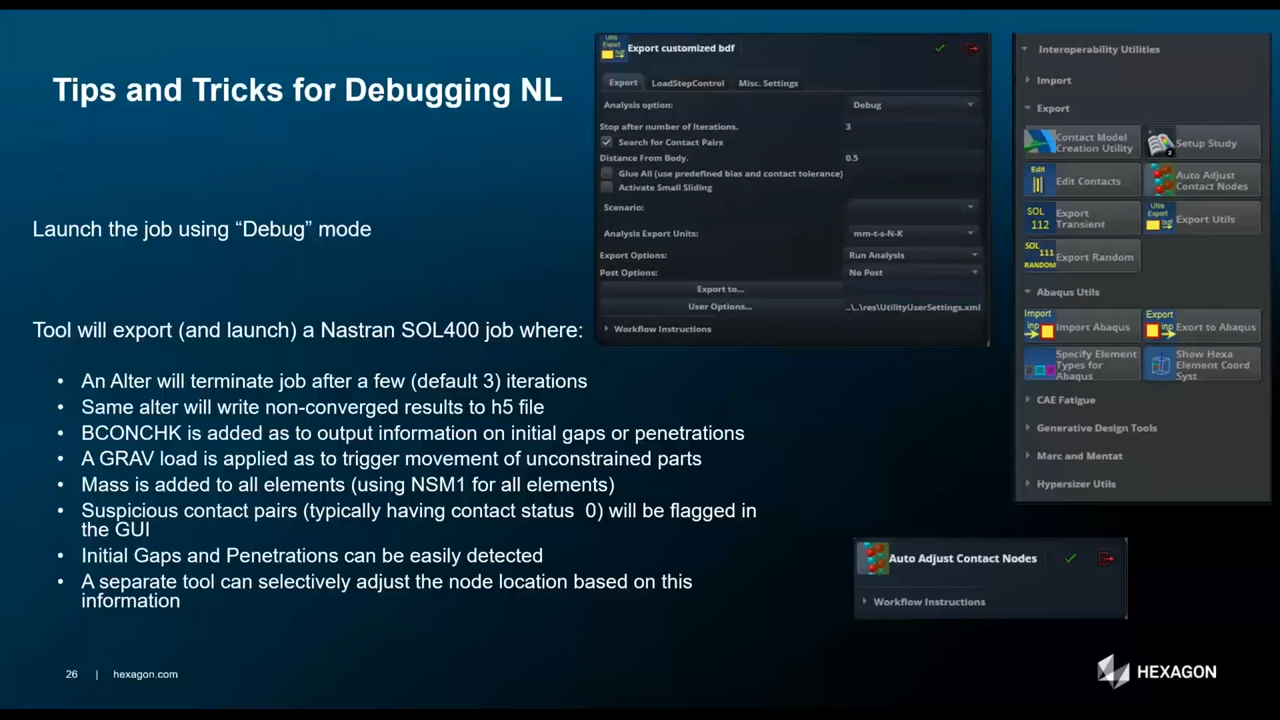 Tips and Tricks for Debugging NL
Launch the job using “Debug” mode
Tool will export (and launch) a Nastran SOL400 job where:
• An Alter will terminate job after a few (default 3) iterations
• Same alter will write non-converged results to h5 file
• BCONCHK is added as to output information on initial gaps or penetrations
• A GRAV load is applied as to trigger movement of unconstrained parts
• Mass is added to all elements (using NSM1 for all elements)
• Suspicious contact pairs (typically having contact status 0) will be flagged in
the GUI
• Initial Gaps and Penetrations can be easily detected
• A separate tool can selectively adjust the node location based on this
information
Utils
Export
bdf
Export customized bdf
Export LoadStepControl Misc. Settings
Analysis option: Debug
Stop after number of Iterations. 3
Search for Contact Pairs
Distance From Body. 0.5
Glue All (use predefined bias and contact tolerance)
Activate Small Sliding
Scenario:
Analysis Export Units: mm-t-s-N-K
Export Options: Run Analysis
Post Options: No Post
Export to...
User Options... ..\..\res\UtilityUserSettings.xml
Workflow Instructions
Interoperability Utilities
Import
Export
Contact Model
Creation Utility
Setup Study
Edit
Edit Contacts
Auto Adjust
Contact Nodes
SOL
112
Export
Transient
Utils
Export
bdf
Export Utils
SOL
111
RANDOM
Export Random
Abaqus Utils
Import
inp
Import Abaqus
Export
inp
Exort to Abaqus
Specify Element
Types for
Abaqus
Show Hexa
Element Coord
Syst
CAE Fatigue
Generative Design Tools
Marc and Mentat
Hypersizer Utils
Auto Adjust Contact Nodes
Workflow Instructions
26 | hexagon.com
HEXAGON